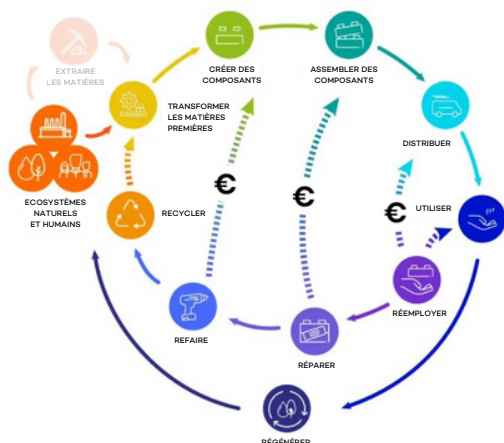 EXTRAIRE
LES MATIÈRES
CRÉER DES
COMPOSANTS
ASSEMBLER DES
COMPOSANTS
TRANSFORMER
LES MATIÈRES
PREMIÈRES
DISTRIBUER
ECOSYSTÈMES
NATURELS
ET HUMAINS
RECYCLER
€
€
€
UTILISER
REFAIRE
RÉPARER
RÉEMPLOYER
RÉGÉNÉRER